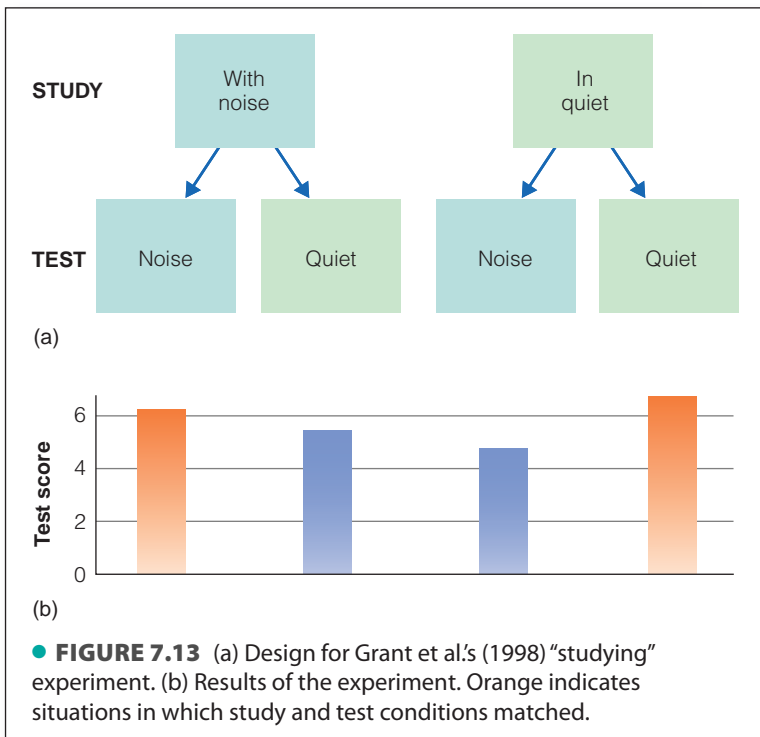 STUDY
With
noise
In
quiet
TEST
Noise
Quiet
Noise
Quiet
(a)
Test score
6
4
2
0
(b)
• FIGURE 7.13 (a) Design for Grant et al.'s (1998) “studying”
experiment. (b) Results of the experiment. Orange indicates
situations in which study and test conditions matched.